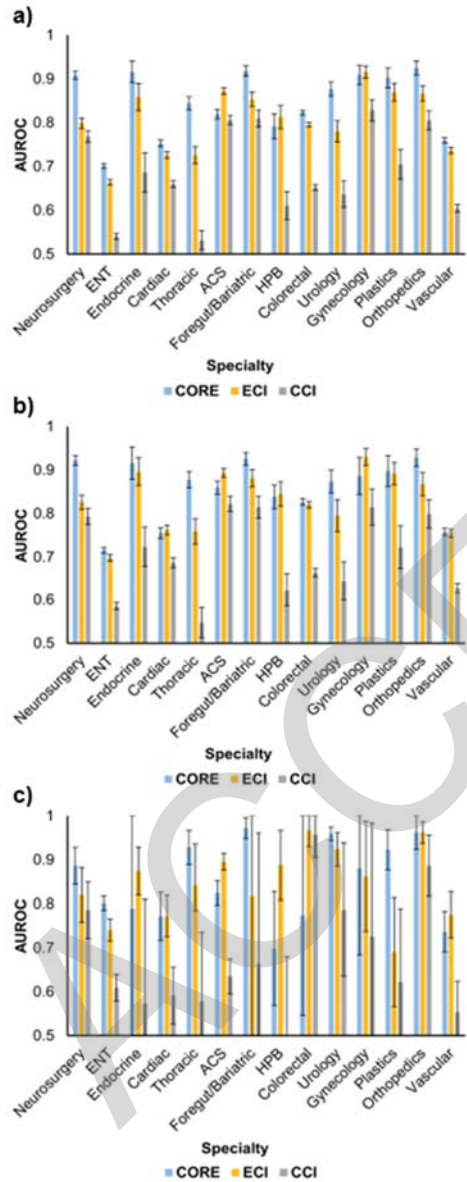 a)
1
0.9
0.8
0.7
0.6
0.5
AUROC
Neurosurgery
ENT
Endocrine
Cardiac
Thoracic
ACS
Foregut/Bariatric
HPB
Colorectal
Urology
Gynecology
Plastics
Orthopedics
Vascular
Specialty
CORE ECI CCI
b)
1
0.9
0.8
0.7
0.6
0.5
AUROC
Neurosurgery
ENT
Endocrine
Cardiac
Thoracic
ACS
Foregut/Bariatric
HPB
Colorectal
Urology
Gynecology
Plastics
Orthopedics
Vascular
Specialty
CORE ECI CCI
c)
1
0.9
0.8
0.7
0.6
0.5
AUROC
Neurosurgery
ENT
Endocrine
Cardiac
Thoracic
ACS
Foregut/Bariatric
HPB
Colorectal
Urology
Gynecology
Plastics
Orthopedics
Vascular
Specialty
CORE ECI CCI